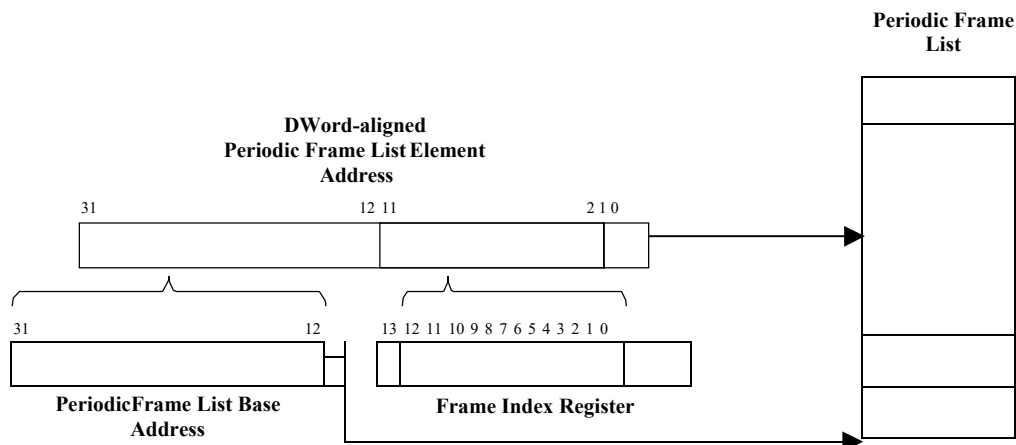 Periodic Frame
List
DWord-aligned
Periodic Frame List Element
Address
31 12 11 2 1 0
31 12 13 12 11 10 9 8 7 6 5 4 3 2 1 0
PeriodicFrame List Base
Address
Frame Index Register